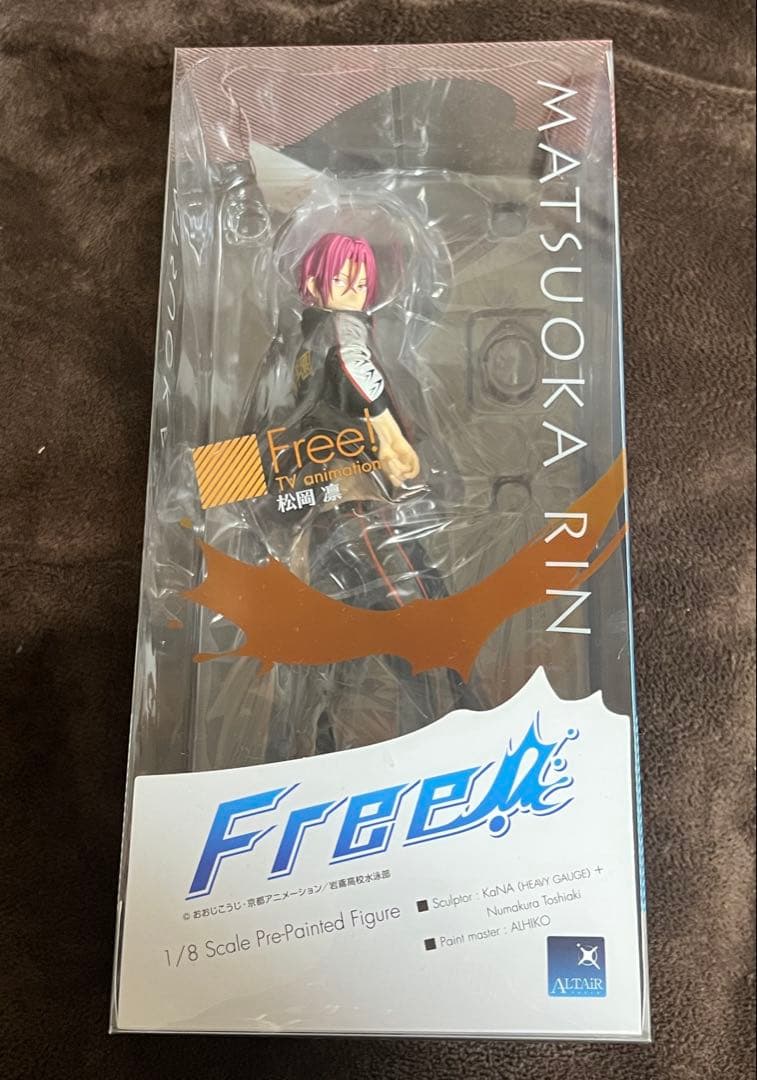 MATSUOKA RIN
Free!
TV animation
松岡 凛
Free!
© おおじこうじ・京都アニメーション/岩鳶高校水泳部
1/8 Scale Pre-Painted Figure
■ Sculptor : KaNA (HEAVY GAUGE) +
Numakura Toshiaki
■ Paint master : ALHIKO
ALTAiR